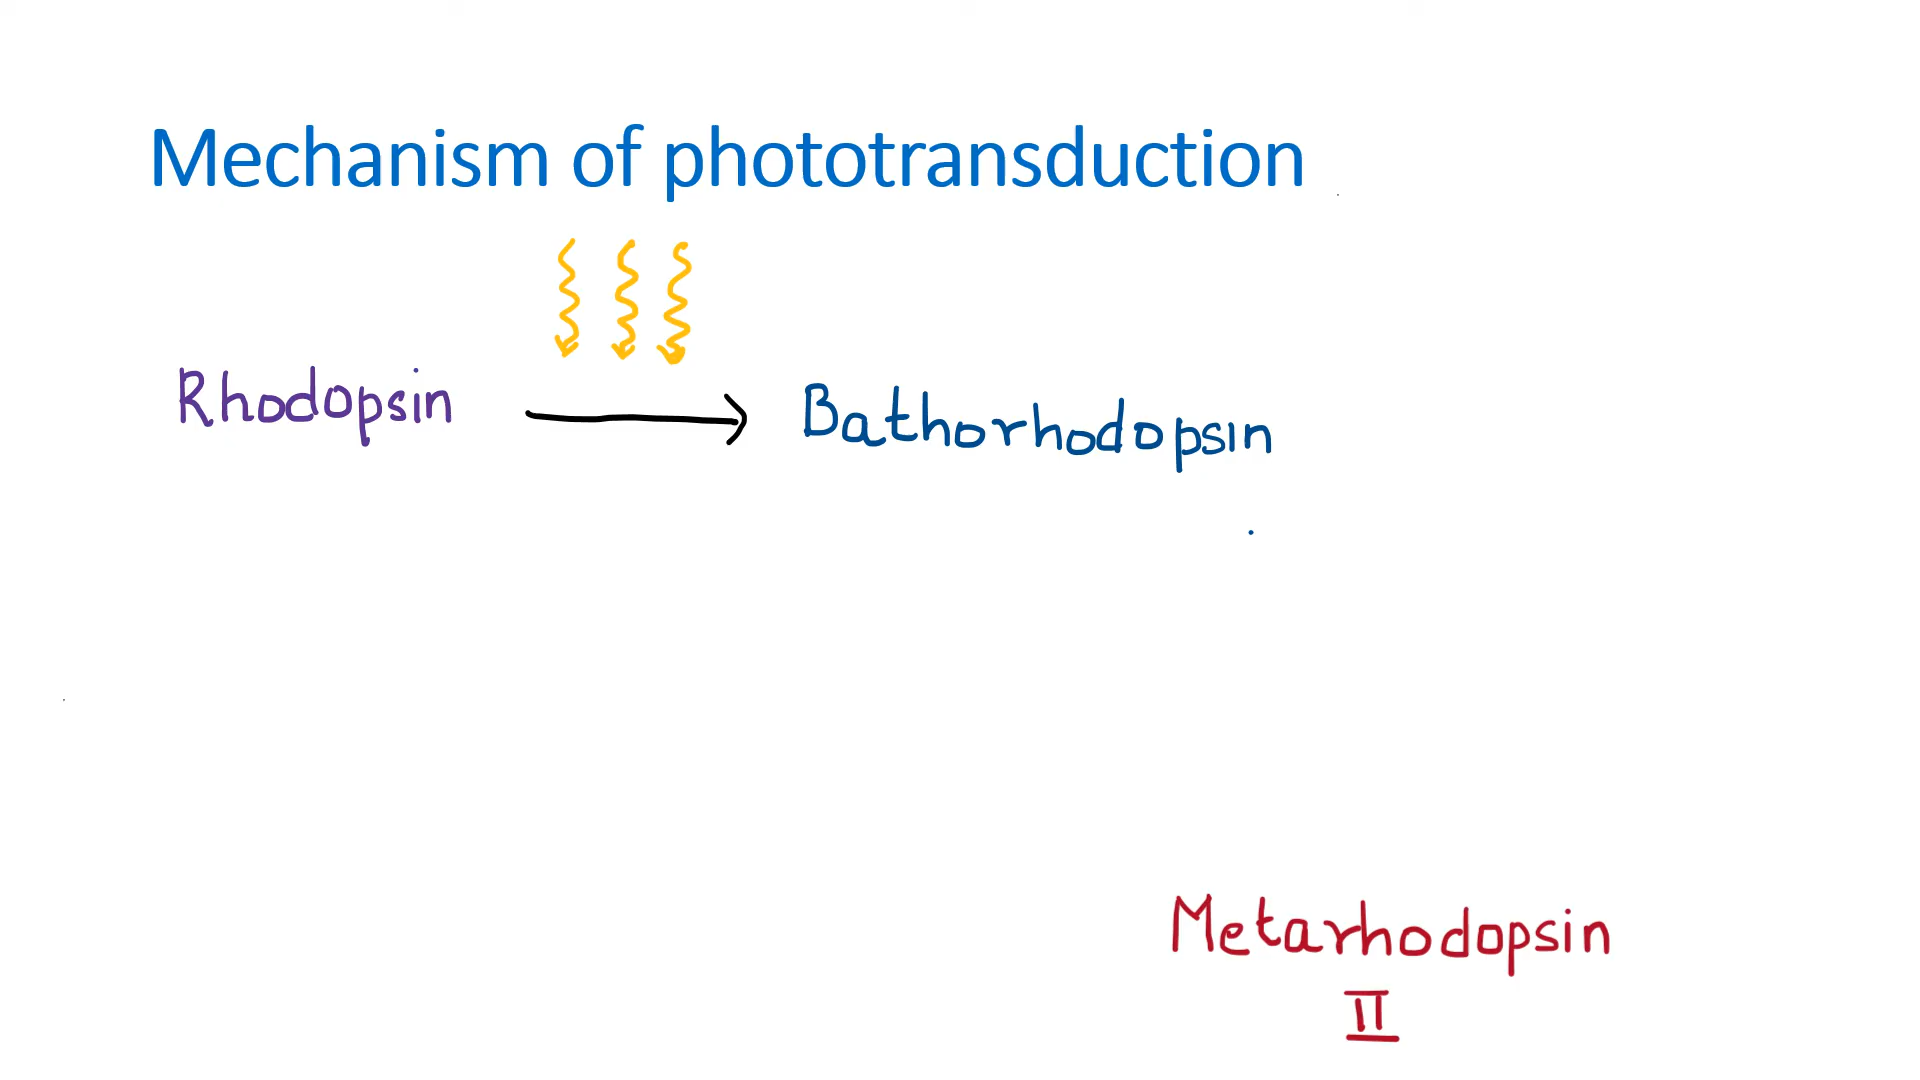 Mechanism of phototransduction
Rhodopsin
Bathorhodopsin
Metarhodopsin
II